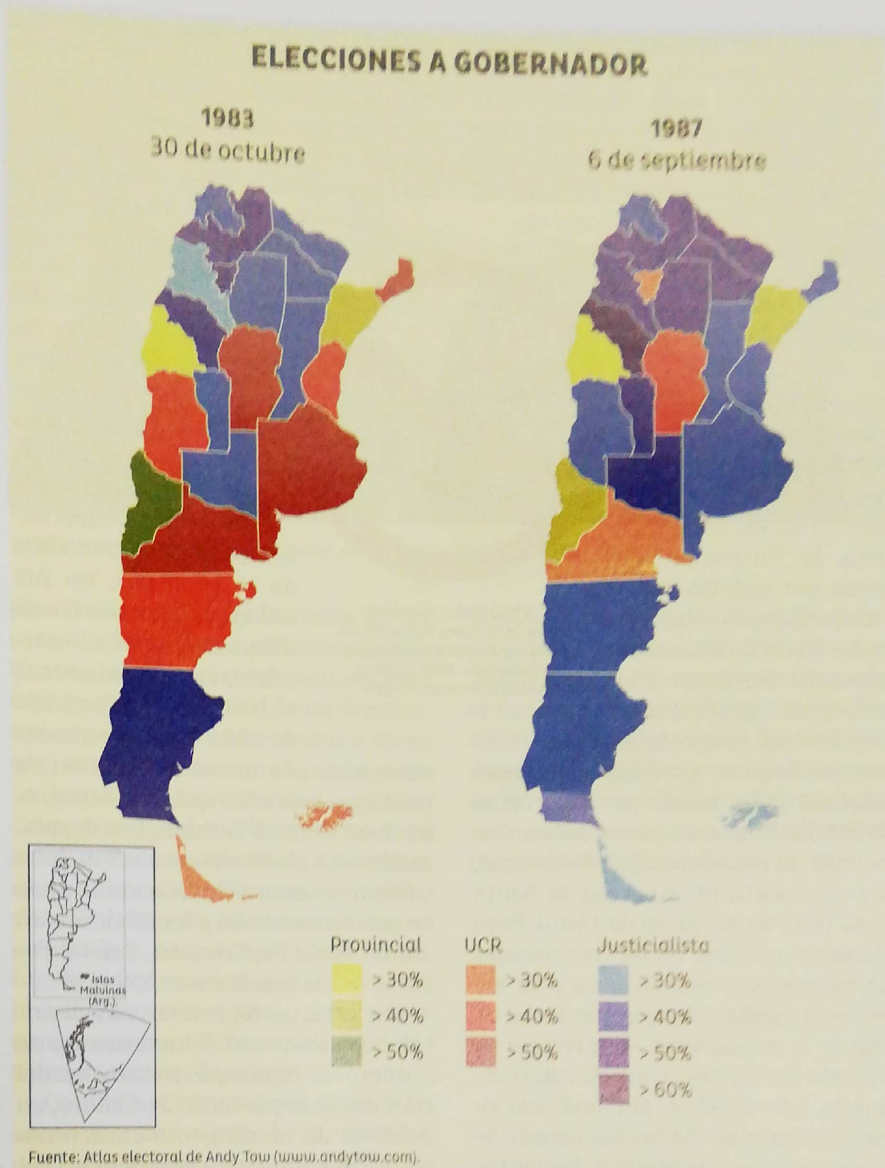 ELECCIONES A GOBERNADOR
1983
30 de octubre
1987
6 de septiembre
Provincial
> 30%
> 40%
> 50%
UCR
> 30%
> 40%
> 50%
Justicialista
> 30%
> 40%
> 50%
> 60%
Islas
Malvinas
(Arg.)
Fuente: Atlas electoral de Andy Tow (www.andytow.com).